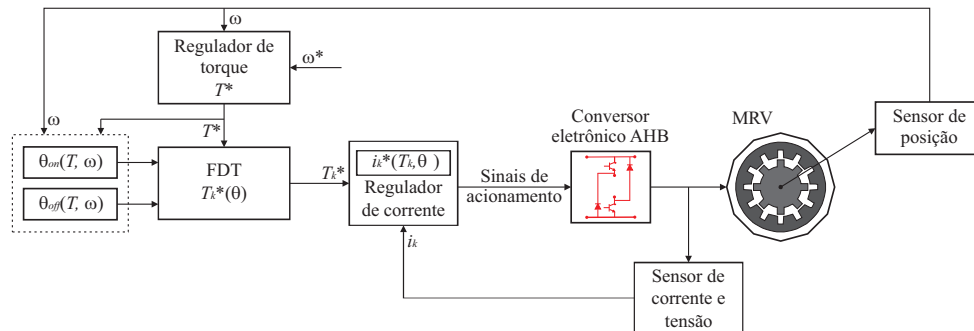 ω
Regulador de
torque
T*
ω*
ω
T*
θon(T, ω)
θoff(T, ω)
FDT
Tk*(θ)
Tk*
ik*(Tk,θ )
Regulador
de corrente
ik
Sinais de
acionamento
Conversor
eletrônico AHB
MRV
Sensor de
posição
Sensor de
corrente e
tensão